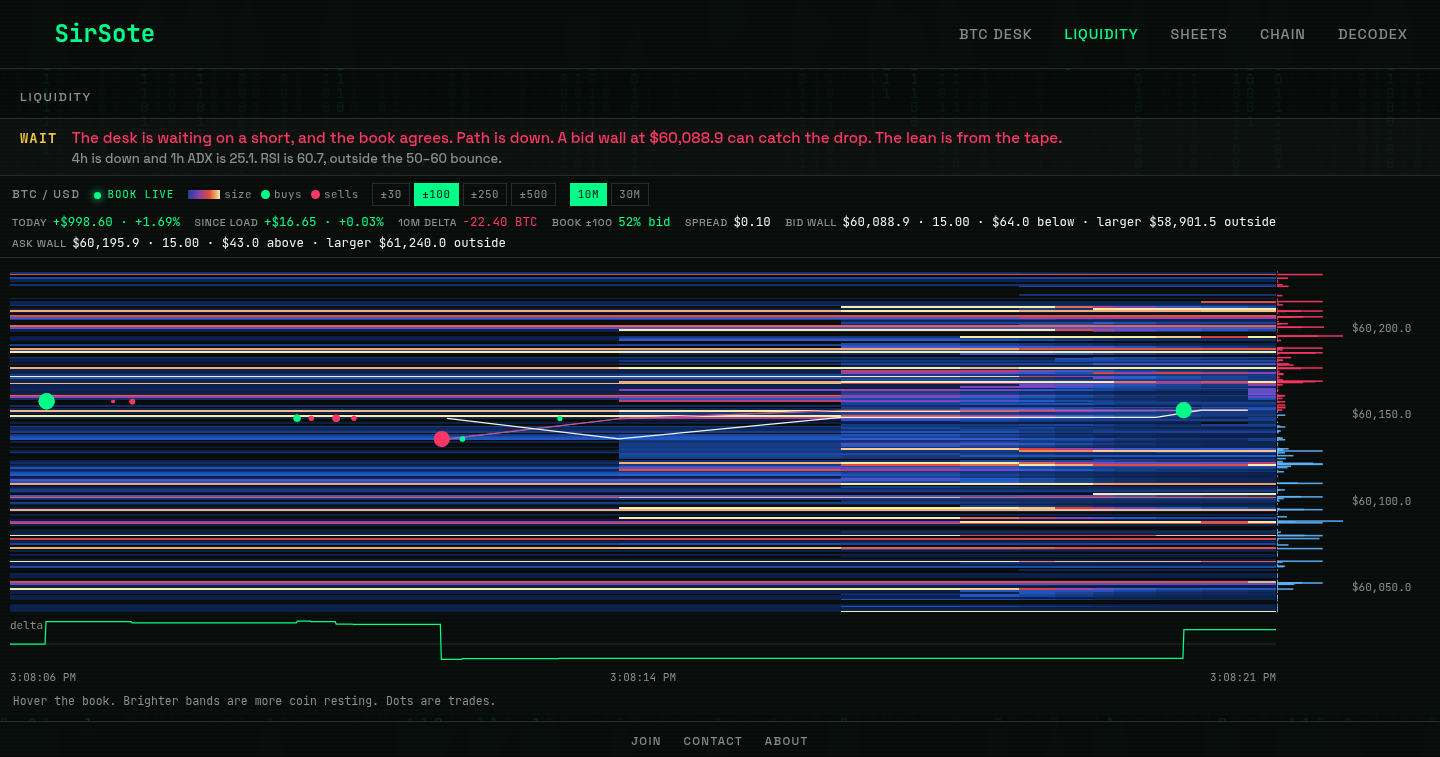 SirSote
BTC DESK LIQUIDITY SHEETS CHAIN DECODEX
LIQUIDITY
WAIT The desk is waiting on a short, and the book agrees. Path is down. A bid wall at $60,088.9 can catch the drop. The lean is from the tape.
4h is down and 1h ADX is 25.1. RSI is 60.7, outside the 50–60 bounce.
BTC / USD BOOK LIVE size buys sells ±30 ±100 ±250 ±500 10M 30M
TODAY +$998.60 · +1.69% SINCE LOAD +$16.65 · +0.03% 10M DELTA -22.40 BTC BOOK ±100 52% bid SPREAD $0.10 BID WALL $60,088.9 · 15.00 · $64.0 below · larger $58,901.5 outside
ASK WALL $60,195.9 · 15.00 · $43.0 above · larger $61,240.0 outside
$60,200.0
$60,150.0
$60,100.0
$60,050.0
delta
3:08:06 PM 3:08:14 PM 3:08:21 PM
Hover the book. Brighter bands are more coin resting. Dots are trades.
JOIN CONTACT ABOUT